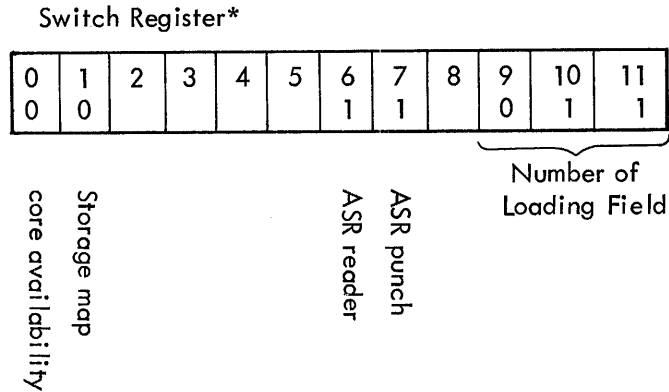 Switch Register*
0 1 2 3 4 5 6 7 8 9 10 11
0 0 1 1 0 1 1
Number of
Loading Field
core availability
Storage map
ASR reader
ASR punch